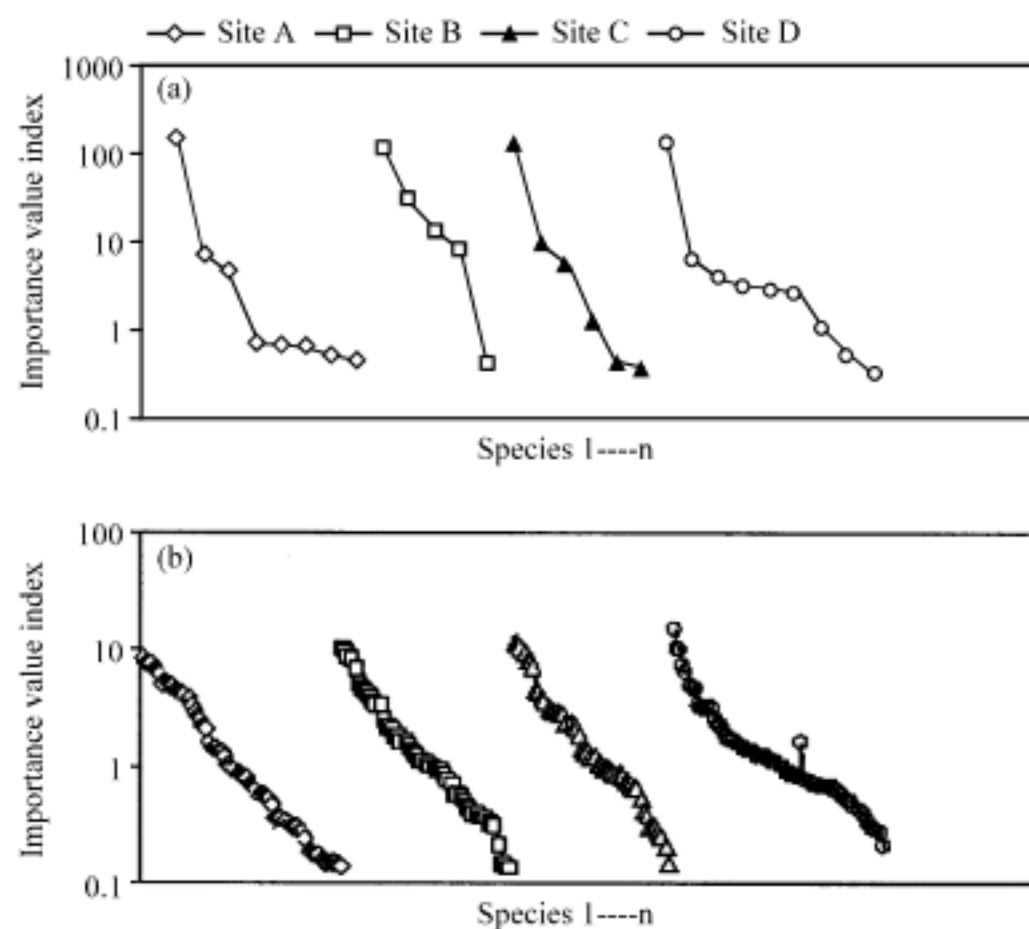 Site A Site B Site C Site D
(a)
Importance value index
1000
100
10
1
0.1
Species 1----n
(b)
Importance value index
100
10
1
0.1
Species 1----n